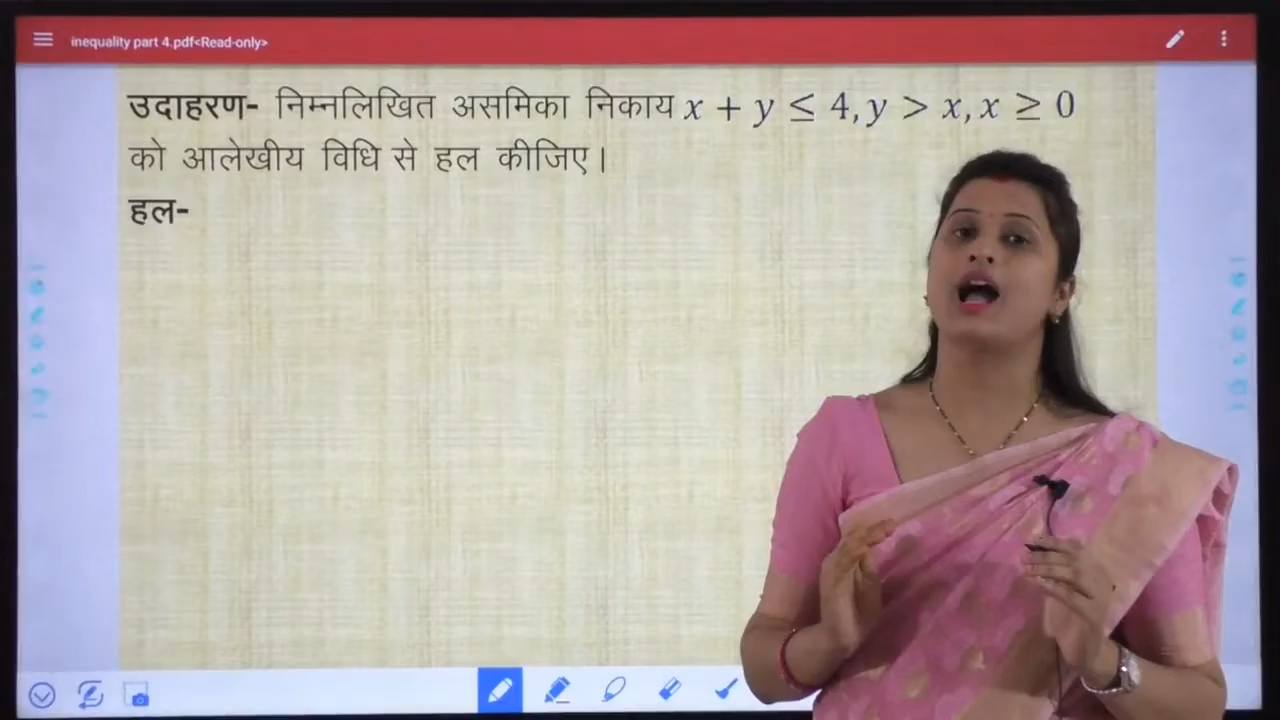 inequality part 4.pdf<Read-only>
उदाहरण- निम्नलिखित असमिका निकाय x + y ≤ 4, y > x, x ≥ 0
को आलेखीय विधि से हल कीजिए।
हल-